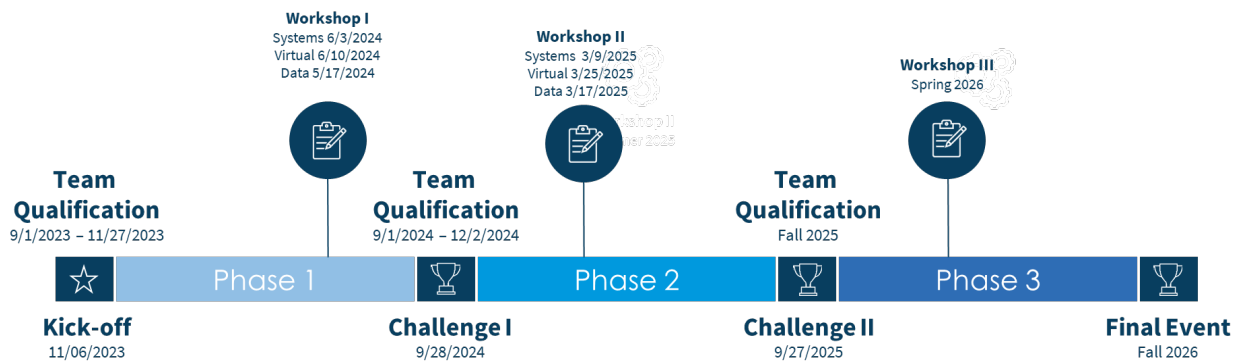 Workshop I
Systems 6/3/2024
Virtual 6/10/2024
Data 5/17/2024
Workshop II
Systems 3/9/2025
Virtual 3/25/2025
Data 3/17/2025
Workshop III
Spring 2026
Team
Qualification
9/1/2023 – 11/27/2023
Team
Qualification
9/1/2024 – 12/2/2024
Team
Qualification
Fall 2025
Phase 1
Phase 2
Phase 3
Kick-off
11/06/2023
Challenge I
9/28/2024
Challenge II
9/27/2025
Final Event
Fall 2026